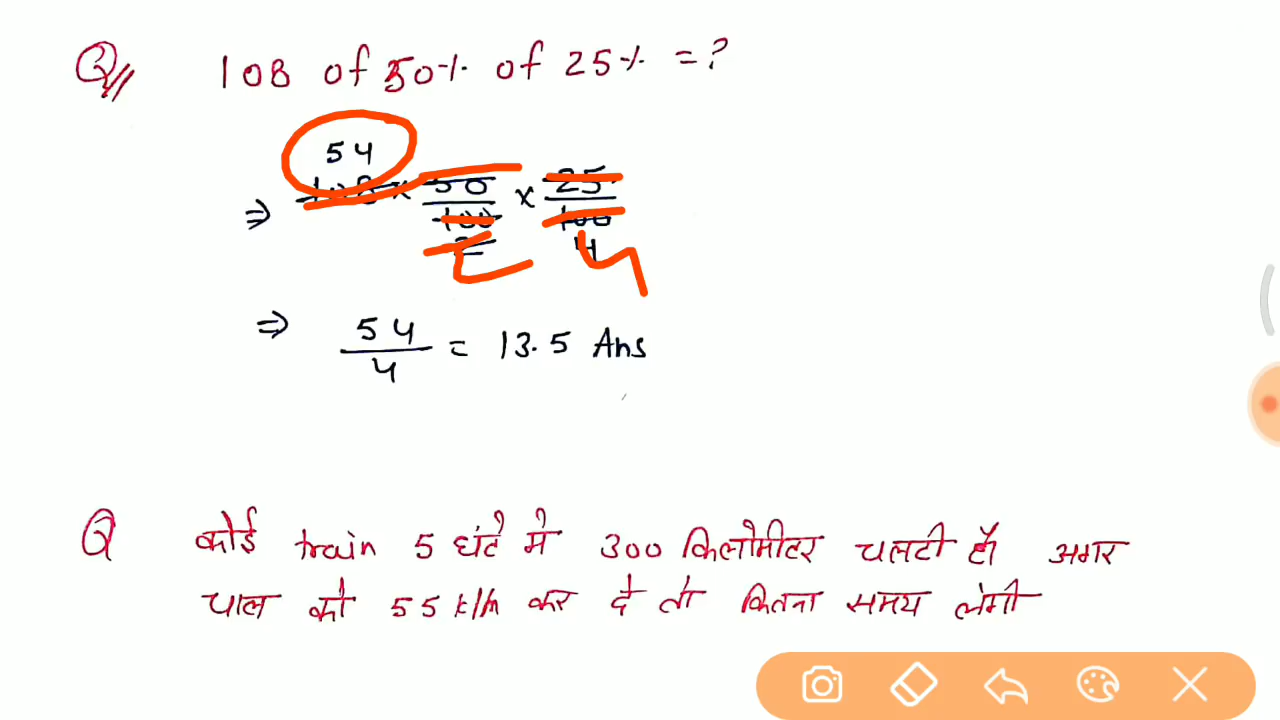 Q 108 of 50% of 25% = ?
54
⇒ 108 × 50/100 × 25/100
2 4
⇒ 54/4 = 13.5 Ans
Q कोई train 5 घंटे मे 300 किलोमीटर चलटी हैं अगर
चाल को 55 k/h कर दे तो कितना समय लेगी